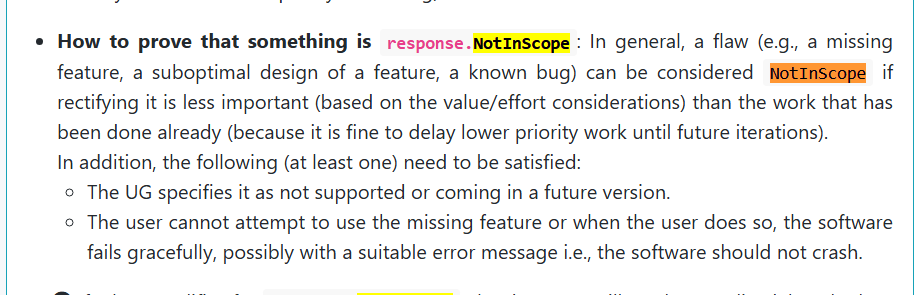 How to prove that something is response.NotInScope : In general, a flaw (e.g., a missing
feature, a suboptimal design of a feature, a known bug) can be considered NotInScope if
rectifying it is less important (based on the value/effort considerations) than the work that has
been done already (because it is fine to delay lower priority work until future iterations).
In addition, the following (at least one) need to be satisfied:
The UG specifies it as not supported or coming in a future version.
The user cannot attempt to use the missing feature or when the user does so, the software
fails gracefully, possibly with a suitable error message i.e., the software should not crash.